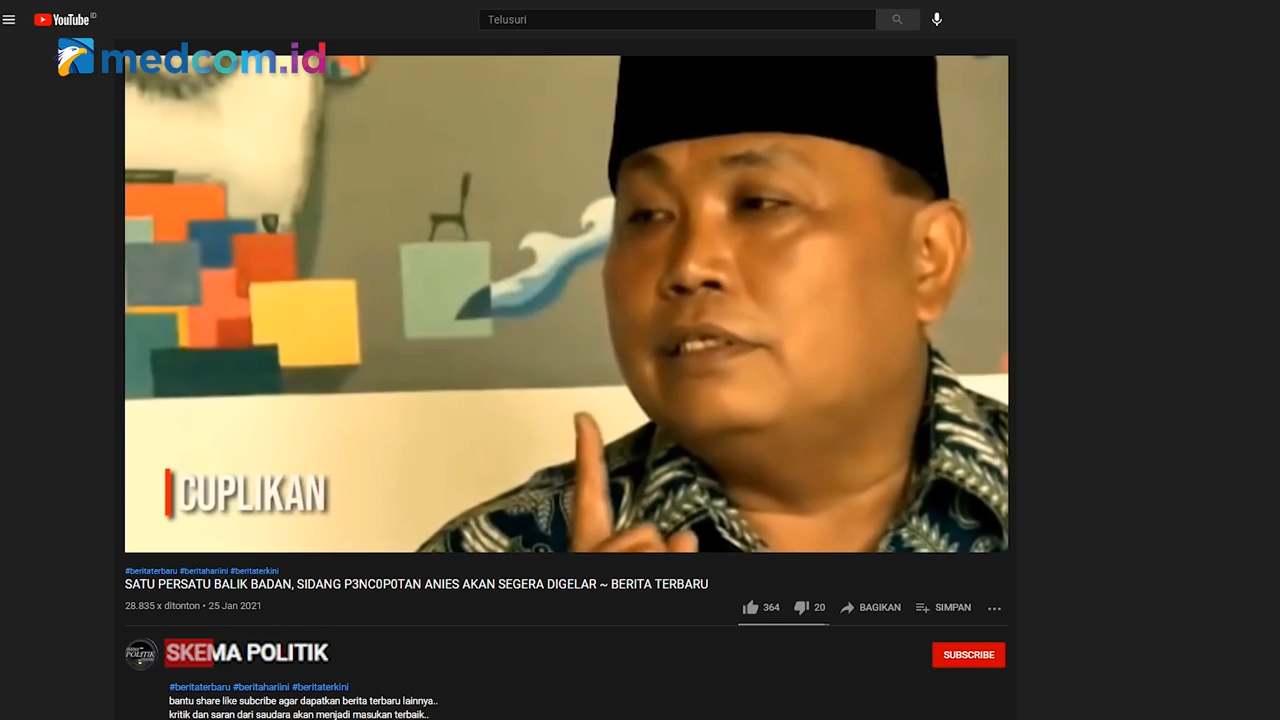 YouTube ID
Telusuri
medcom.id
CUPLIKAN
#beritaterbaru #beritahariini #beritaterkini
SATU PERSATU BALIK BADAN, SIDANG P3NC0P0TAN ANIES AKAN SEGERA DIGELAR ~ BERITA TERBARU
28.835 x ditonton • 25 Jan 2021
364
20
BAGIKAN
SIMPAN
POLITIK
SKEMA POLITIK
SUBSCRIBE
#beritaterbaru #beritahariini #beritaterkini
bantu share like subcribe agar dapatkan berita terbaru lainnya..
kritik dan saran dari saudara akan menjadi masukan terbaik..